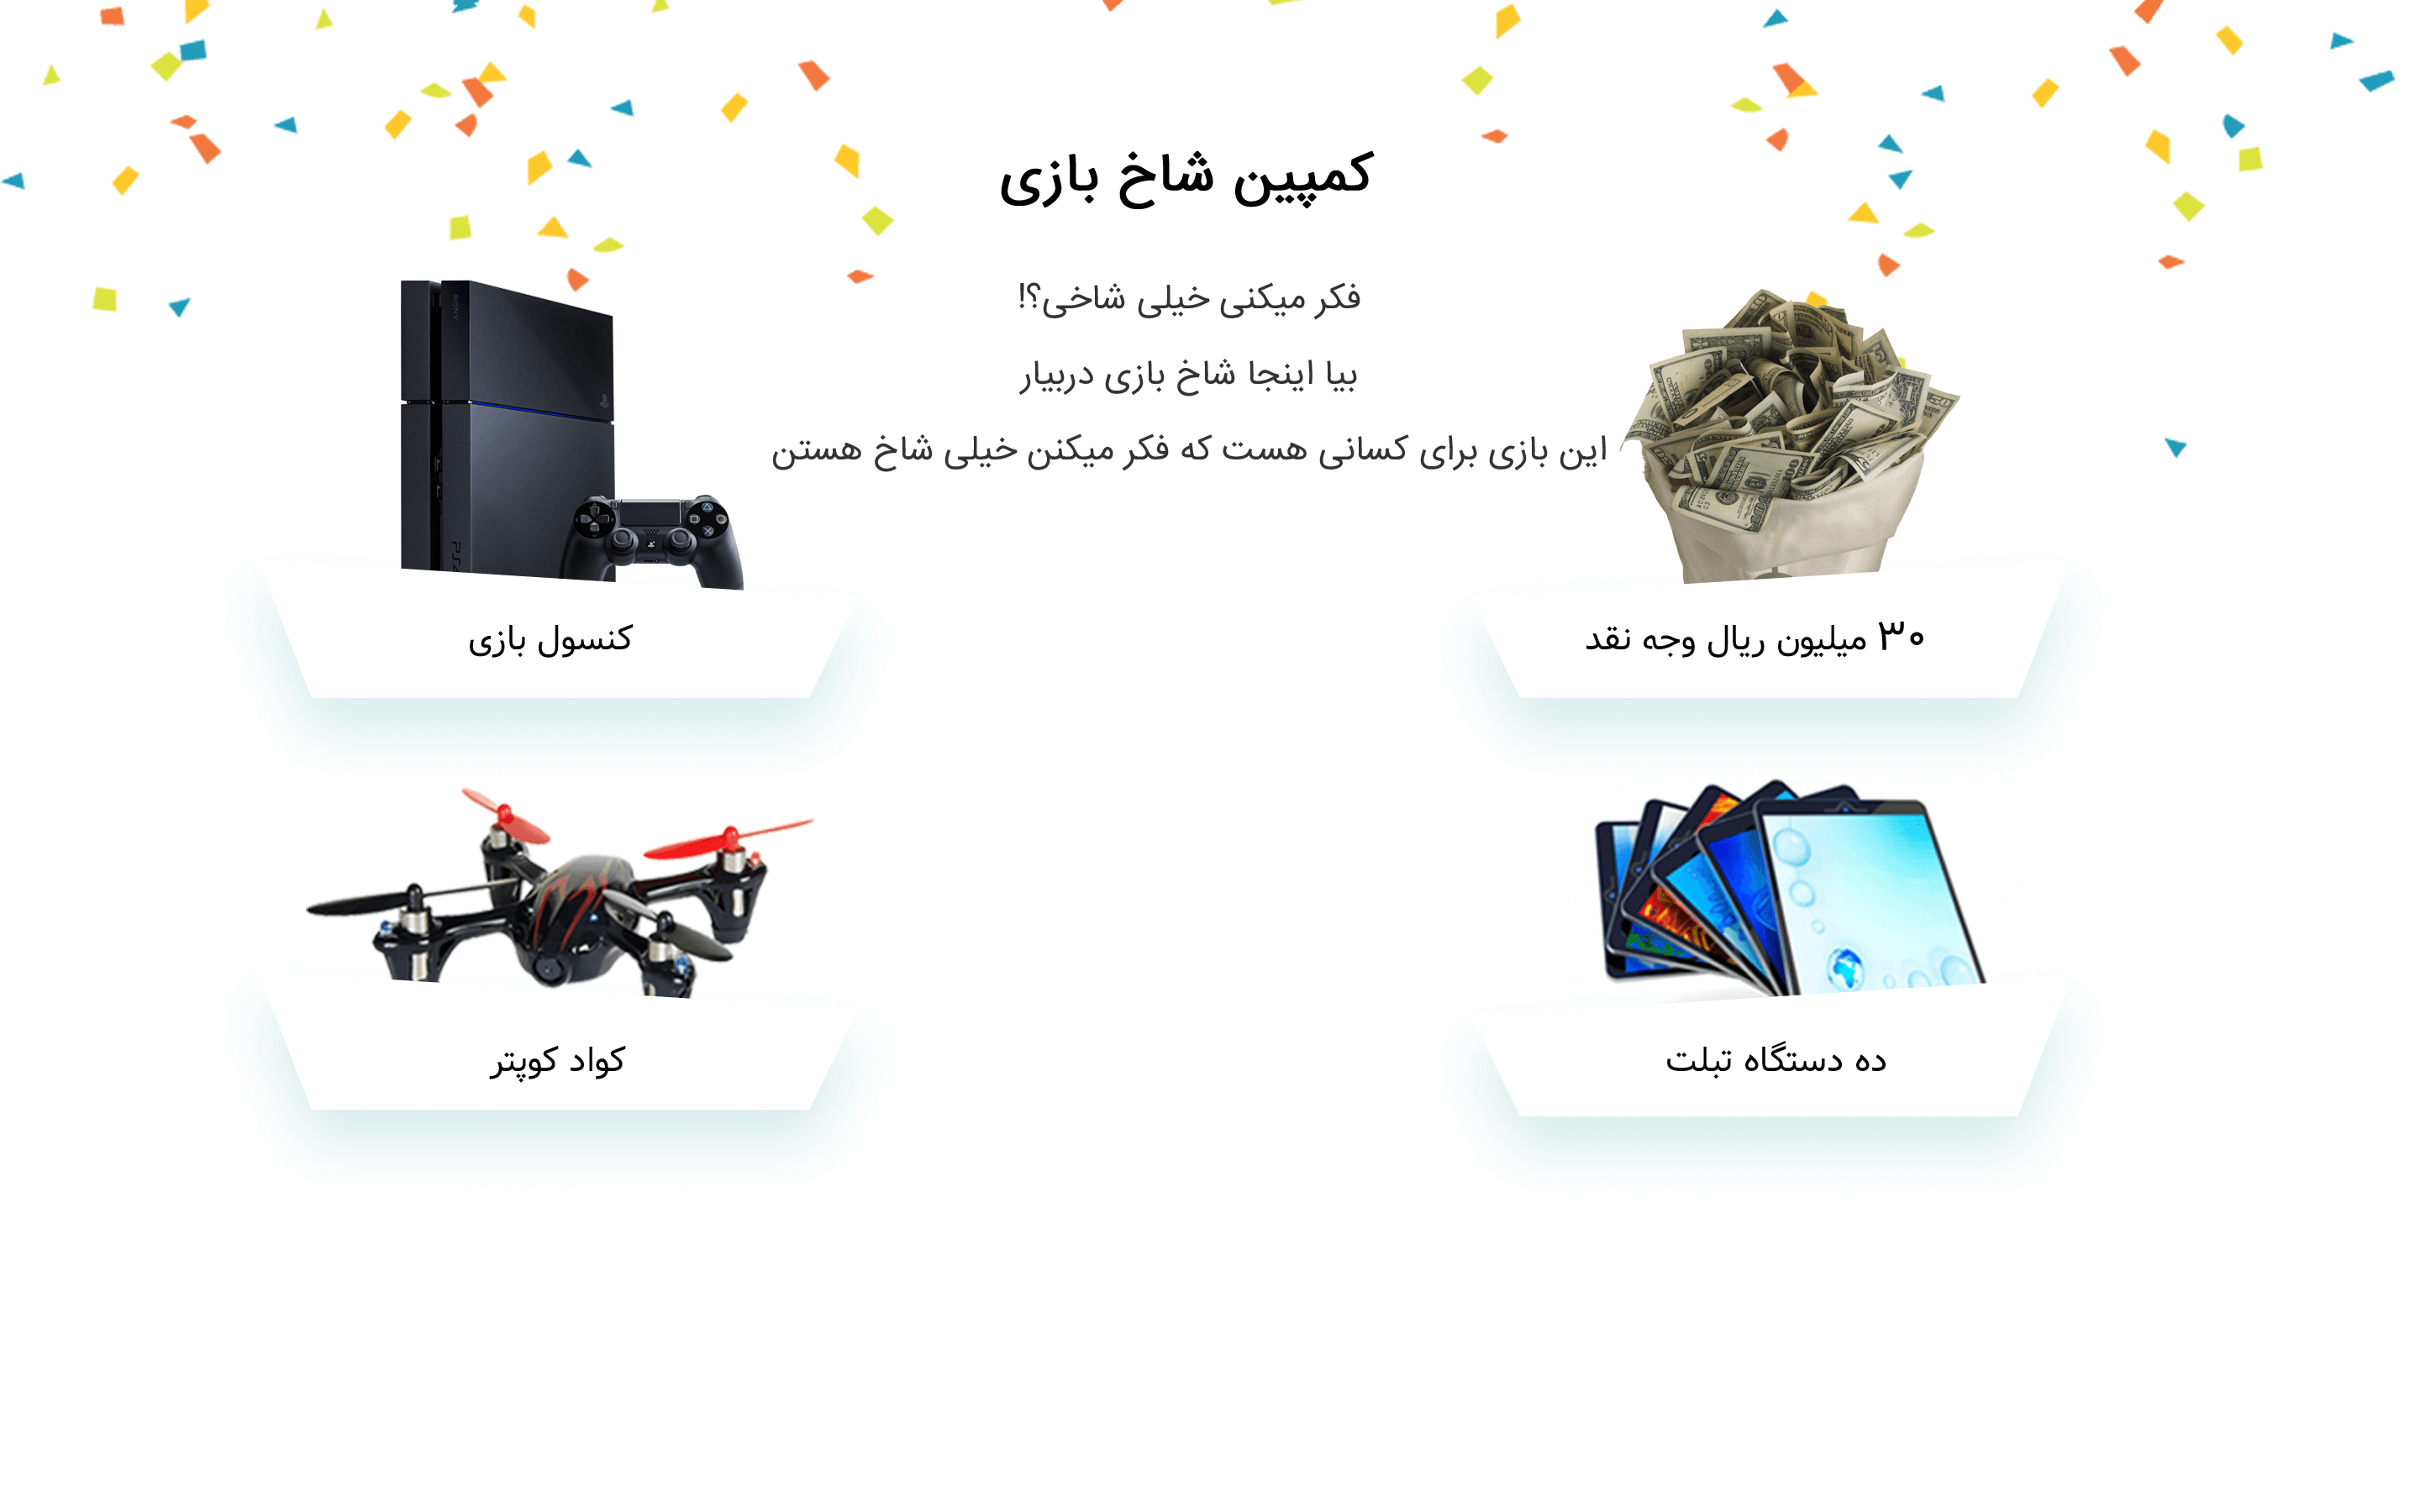 کمپین شاخ بازی
فکر میکنی خیلی شاخی؟!
بیا اینجا شاخ بازی دربیار
این بازی برای کسانی هست که فکر میکنن خیلی شاخ هستن
۳۰ میلیون ریال وجه نقد
کنسول بازی
ده دستگاه تبلت
کواد کوپتر